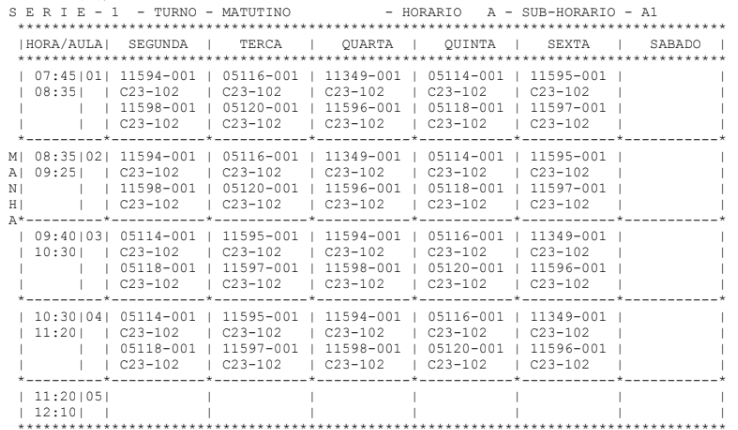 S E R I E - 1 - TURNO - MATUTINO - HORARIO A - SUB-HORARIO - A1
************************************************************************************
|HORA/AULA| SEGUNDA | TERCA | QUARTA | QUINTA | SEXTA | SABADO |
************************************************************************************
| 07:45|01| 11594-001 | 05116-001 | 11349-001 | 05114-001 | 11595-001 | |
| 08:35| | C23-102 | C23-102 | C23-102 | C23-102 | C23-102 | |
| | | 11598-001 | 05120-001 | 11596-001 | 05118-001 | 11597-001 | |
| | | C23-102 | C23-102 | C23-102 | C23-102 | C23-102 | |
*---------*-----------*-----------*-----------*-----------*-----------*-----------*
M| 08:35|02| 11594-001 | 05116-001 | 11349-001 | 05114-001 | 11595-001 | |
A| 09:25| | C23-102 | C23-102 | C23-102 | C23-102 | C23-102 | |
N| | | 11598-001 | 05120-001 | 11596-001 | 05118-001 | 11597-001 | |
H| | | C23-102 | C23-102 | C23-102 | C23-102 | C23-102 | |
A*---------*-----------*-----------*-----------*-----------*-----------*-----------*
| 09:40|03| 05114-001 | 11595-001 | 11594-001 | 05116-001 | 11349-001 | |
| 10:30| | C23-102 | C23-102 | C23-102 | C23-102 | C23-102 | |
| | | 05118-001 | 11597-001 | 11598-001 | 05120-001 | 11596-001 | |
| | | C23-102 | C23-102 | C23-102 | C23-102 | C23-102 | |
*---------*-----------*-----------*-----------*-----------*-----------*-----------*
| 10:30|04| 05114-001 | 11595-001 | 11594-001 | 05116-001 | 11349-001 | |
| 11:20| | C23-102 | C23-102 | C23-102 | C23-102 | C23-102 | |
| | | 05118-001 | 11597-001 | 11598-001 | 05120-001 | 11596-001 | |
| | | C23-102 | C23-102 | C23-102 | C23-102 | C23-102 | |
*---------*-----------*-----------*-----------*-----------*-----------*-----------*
| 11:20|05| | | | | | |
| 12:10| | | | | | | |
************************************************************************************